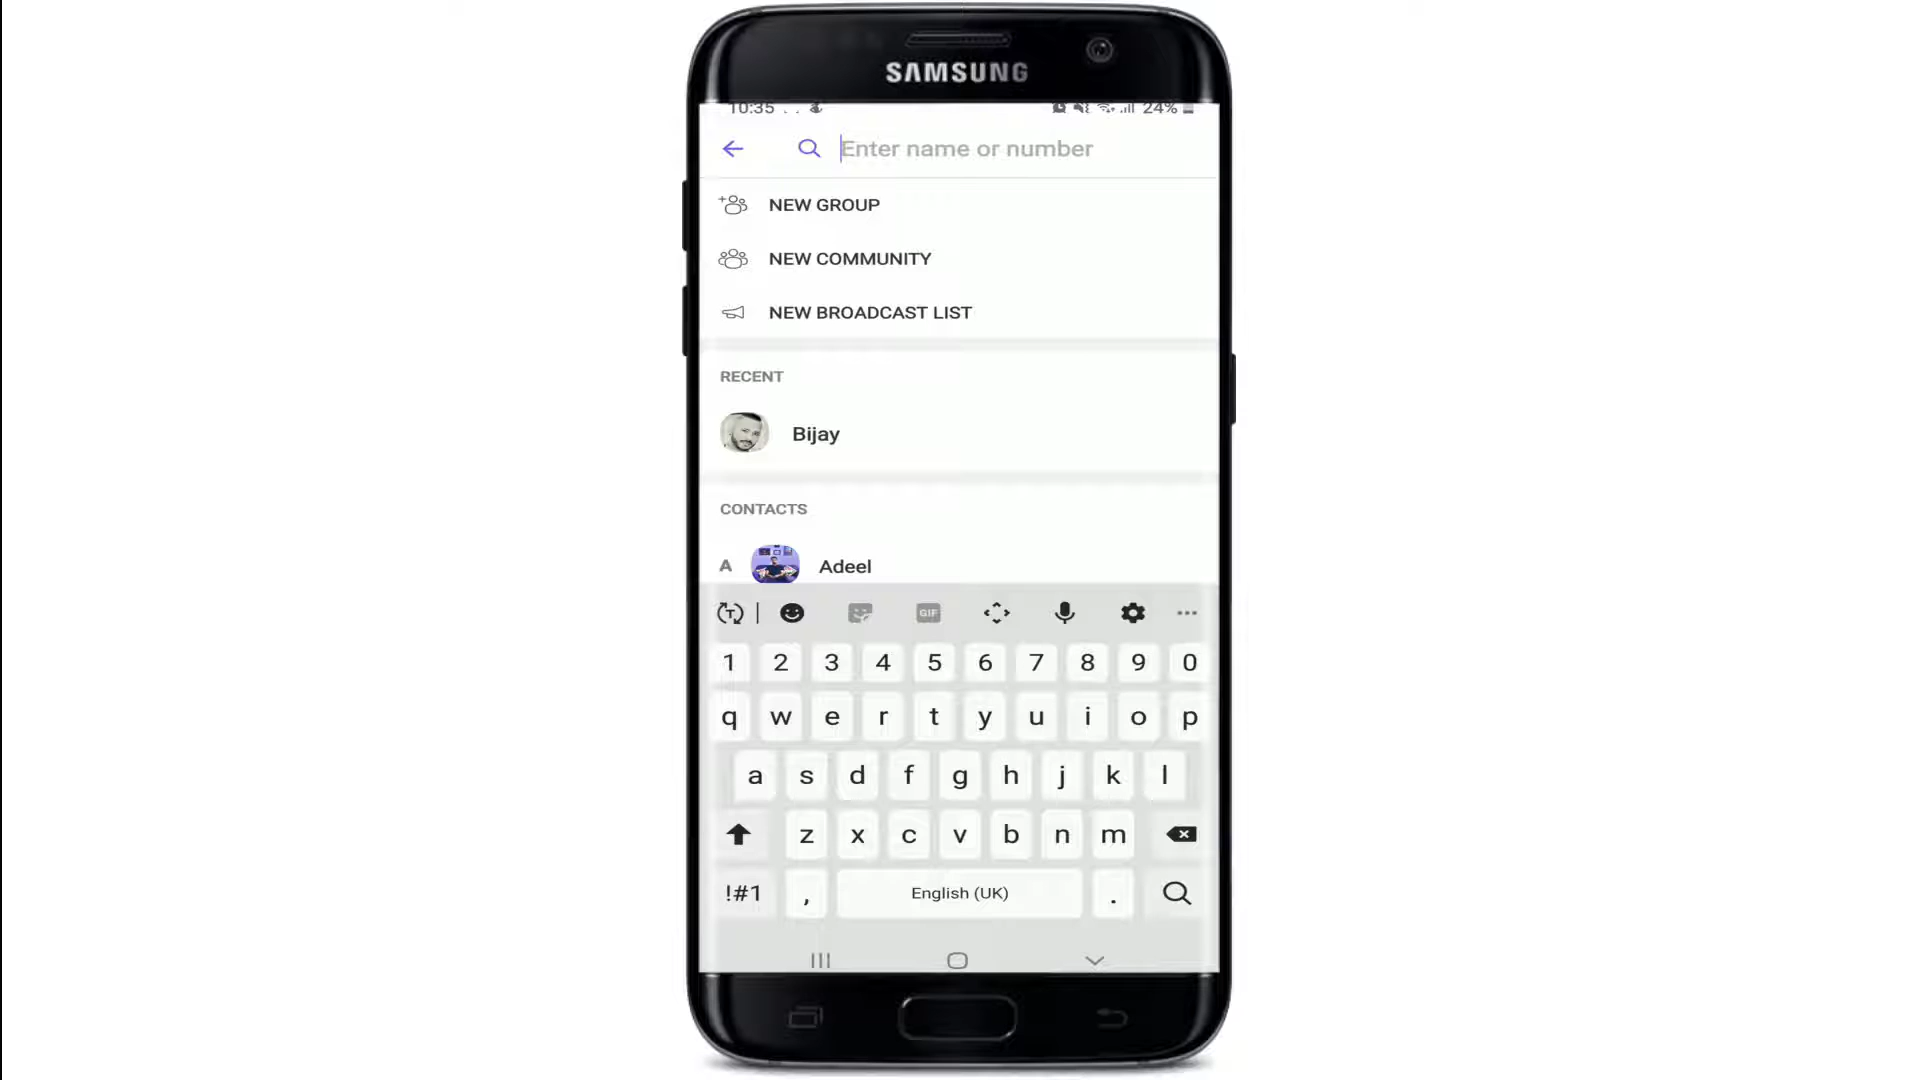 SAMSUNG
10:35
24%
Enter name or number
NEW GROUP
NEW COMMUNITY
NEW BROADCAST LIST
RECENT
Bijay
CONTACTS
A Adeel
T GIF
1 2 3 4 5 6 7 8 9 0
q w e r t y u i o p
a s d f g h j k l
z x c v b n m
!#1 , English (UK) .